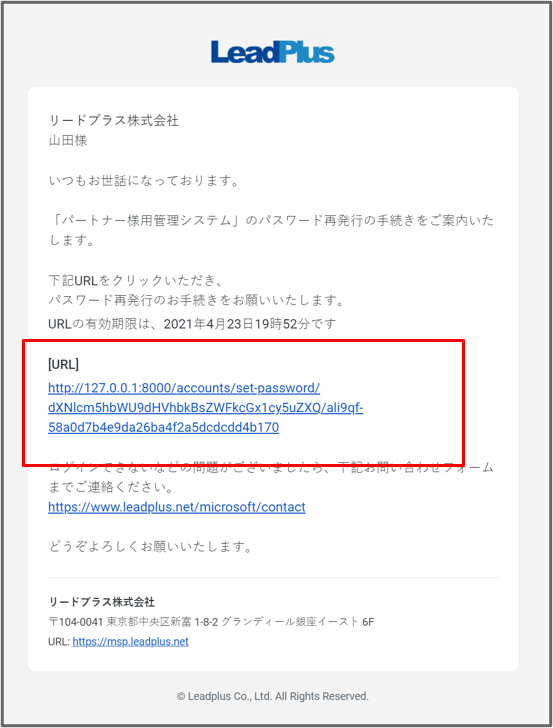 LeadPlus
リードプラス株式会社
山田様
いつもお世話になっております。
「パートナー様用管理システム」のパスワード再発行の手続きをご案内いた
します。
下記URLをクリックいただき、
パスワード再発行のお手続きをお願いいたします。
URLの有効期限は、2021年4月23日19時52分です
[URL]
http://127.0.0.1:8000/accounts/set-password/
dXNlcm5hbWU9dHVhbkBsZWFkcGx1cy5uZXQ/ali9qf-
58a0d7b4e9da26ba4f2a5dcdcdd4b170
ログインできないなどの問題がございましたら、下記お問い合わせフォーム
までご連絡ください。
https://www.leadplus.net/microsoft/contact
どうぞよろしくお願いいたします。
リードプラス株式会社
〒104-0041 東京都中央区新富 1-8-2 グランディール銀座イースト 6F
URL: https://msp.leadplus.net
© Leadplus Co., Ltd. All Rights Reserved.